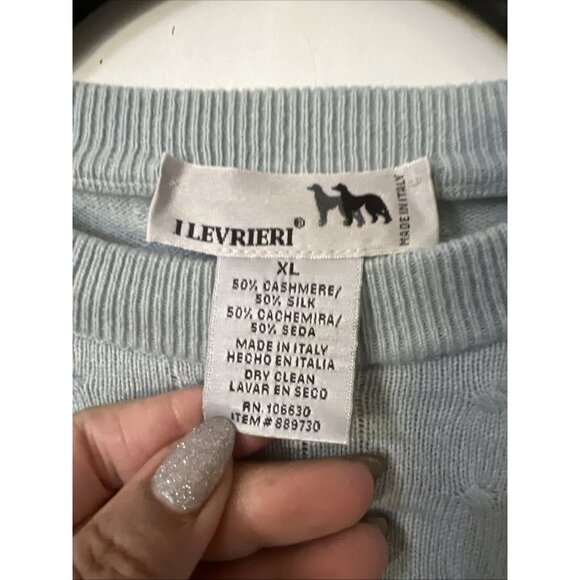 I LEVRIERI®
MADE IN ITALY
XL
50% CASHMERE/
50% SILK
50% CACHEMIRA/
50% SEDA
MADE IN ITALY
HECHO EN ITALIA
DRY CLEAN
LAVAR EN SECO
RN. 106630
ITEM # 889730